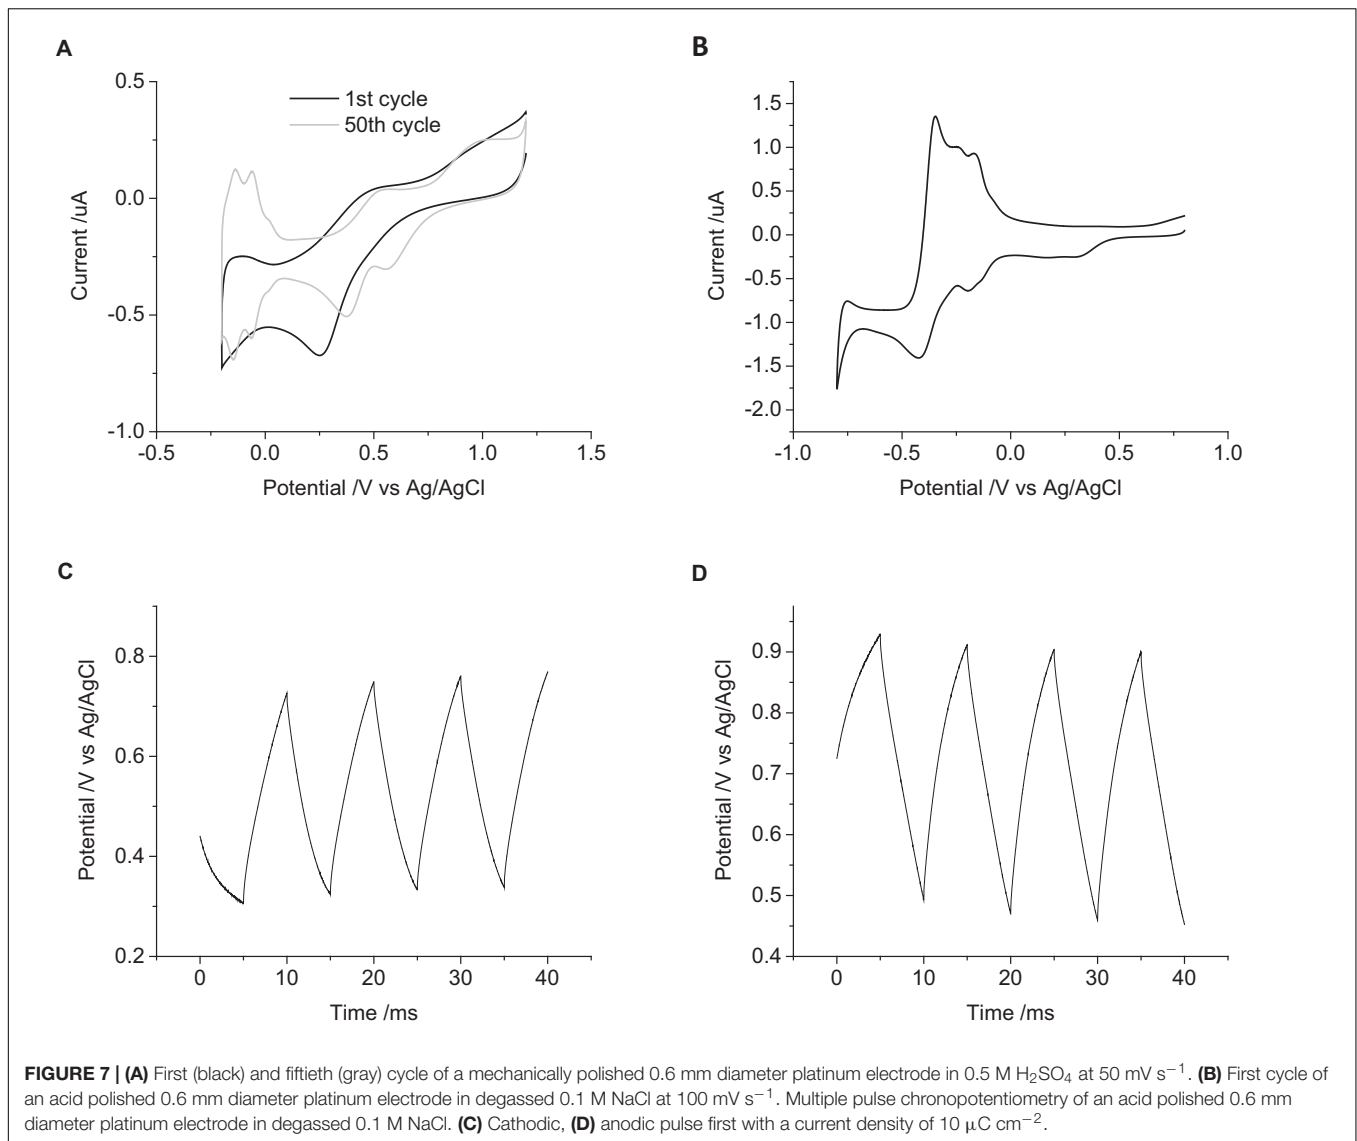 A
0.5
0.0
-0.5
-1.0
Current /uA
1st cycle
50th cycle
-0.5 0.0 0.5 1.0 1.5
Potential /V vs Ag/AgCl
B
1.5
1.0
0.5
0.0
-0.5
-1.0
-1.5
-2.0
Current /uA
-1.0 -0.5 0.0 0.5 1.0
Potential /V vs Ag/AgCl
C
0.8
0.6
0.4
0.2
Potential /V vs Ag/AgCl
0 10 20 30 40
Time /ms
D
0.9
0.8
0.7
0.6
0.5
0.4
Potential /V vs Ag/AgCl
0 10 20 30 40
Time /ms
FIGURE 7 | (A) First (black) and fiftieth (gray) cycle of a mechanically polished 0.6 mm diameter platinum electrode in 0.5 M H₂SO₄ at 50 mV s⁻¹. (B) First cycle of
an acid polished 0.6 mm diameter platinum electrode in degassed 0.1 M NaCl at 100 mV s⁻¹. Multiple pulse chronopotentiometry of an acid polished 0.6 mm
diameter platinum electrode in degassed 0.1 M NaCl. (C) Cathodic, (D) anodic pulse first with a current density of 10 μC cm⁻².